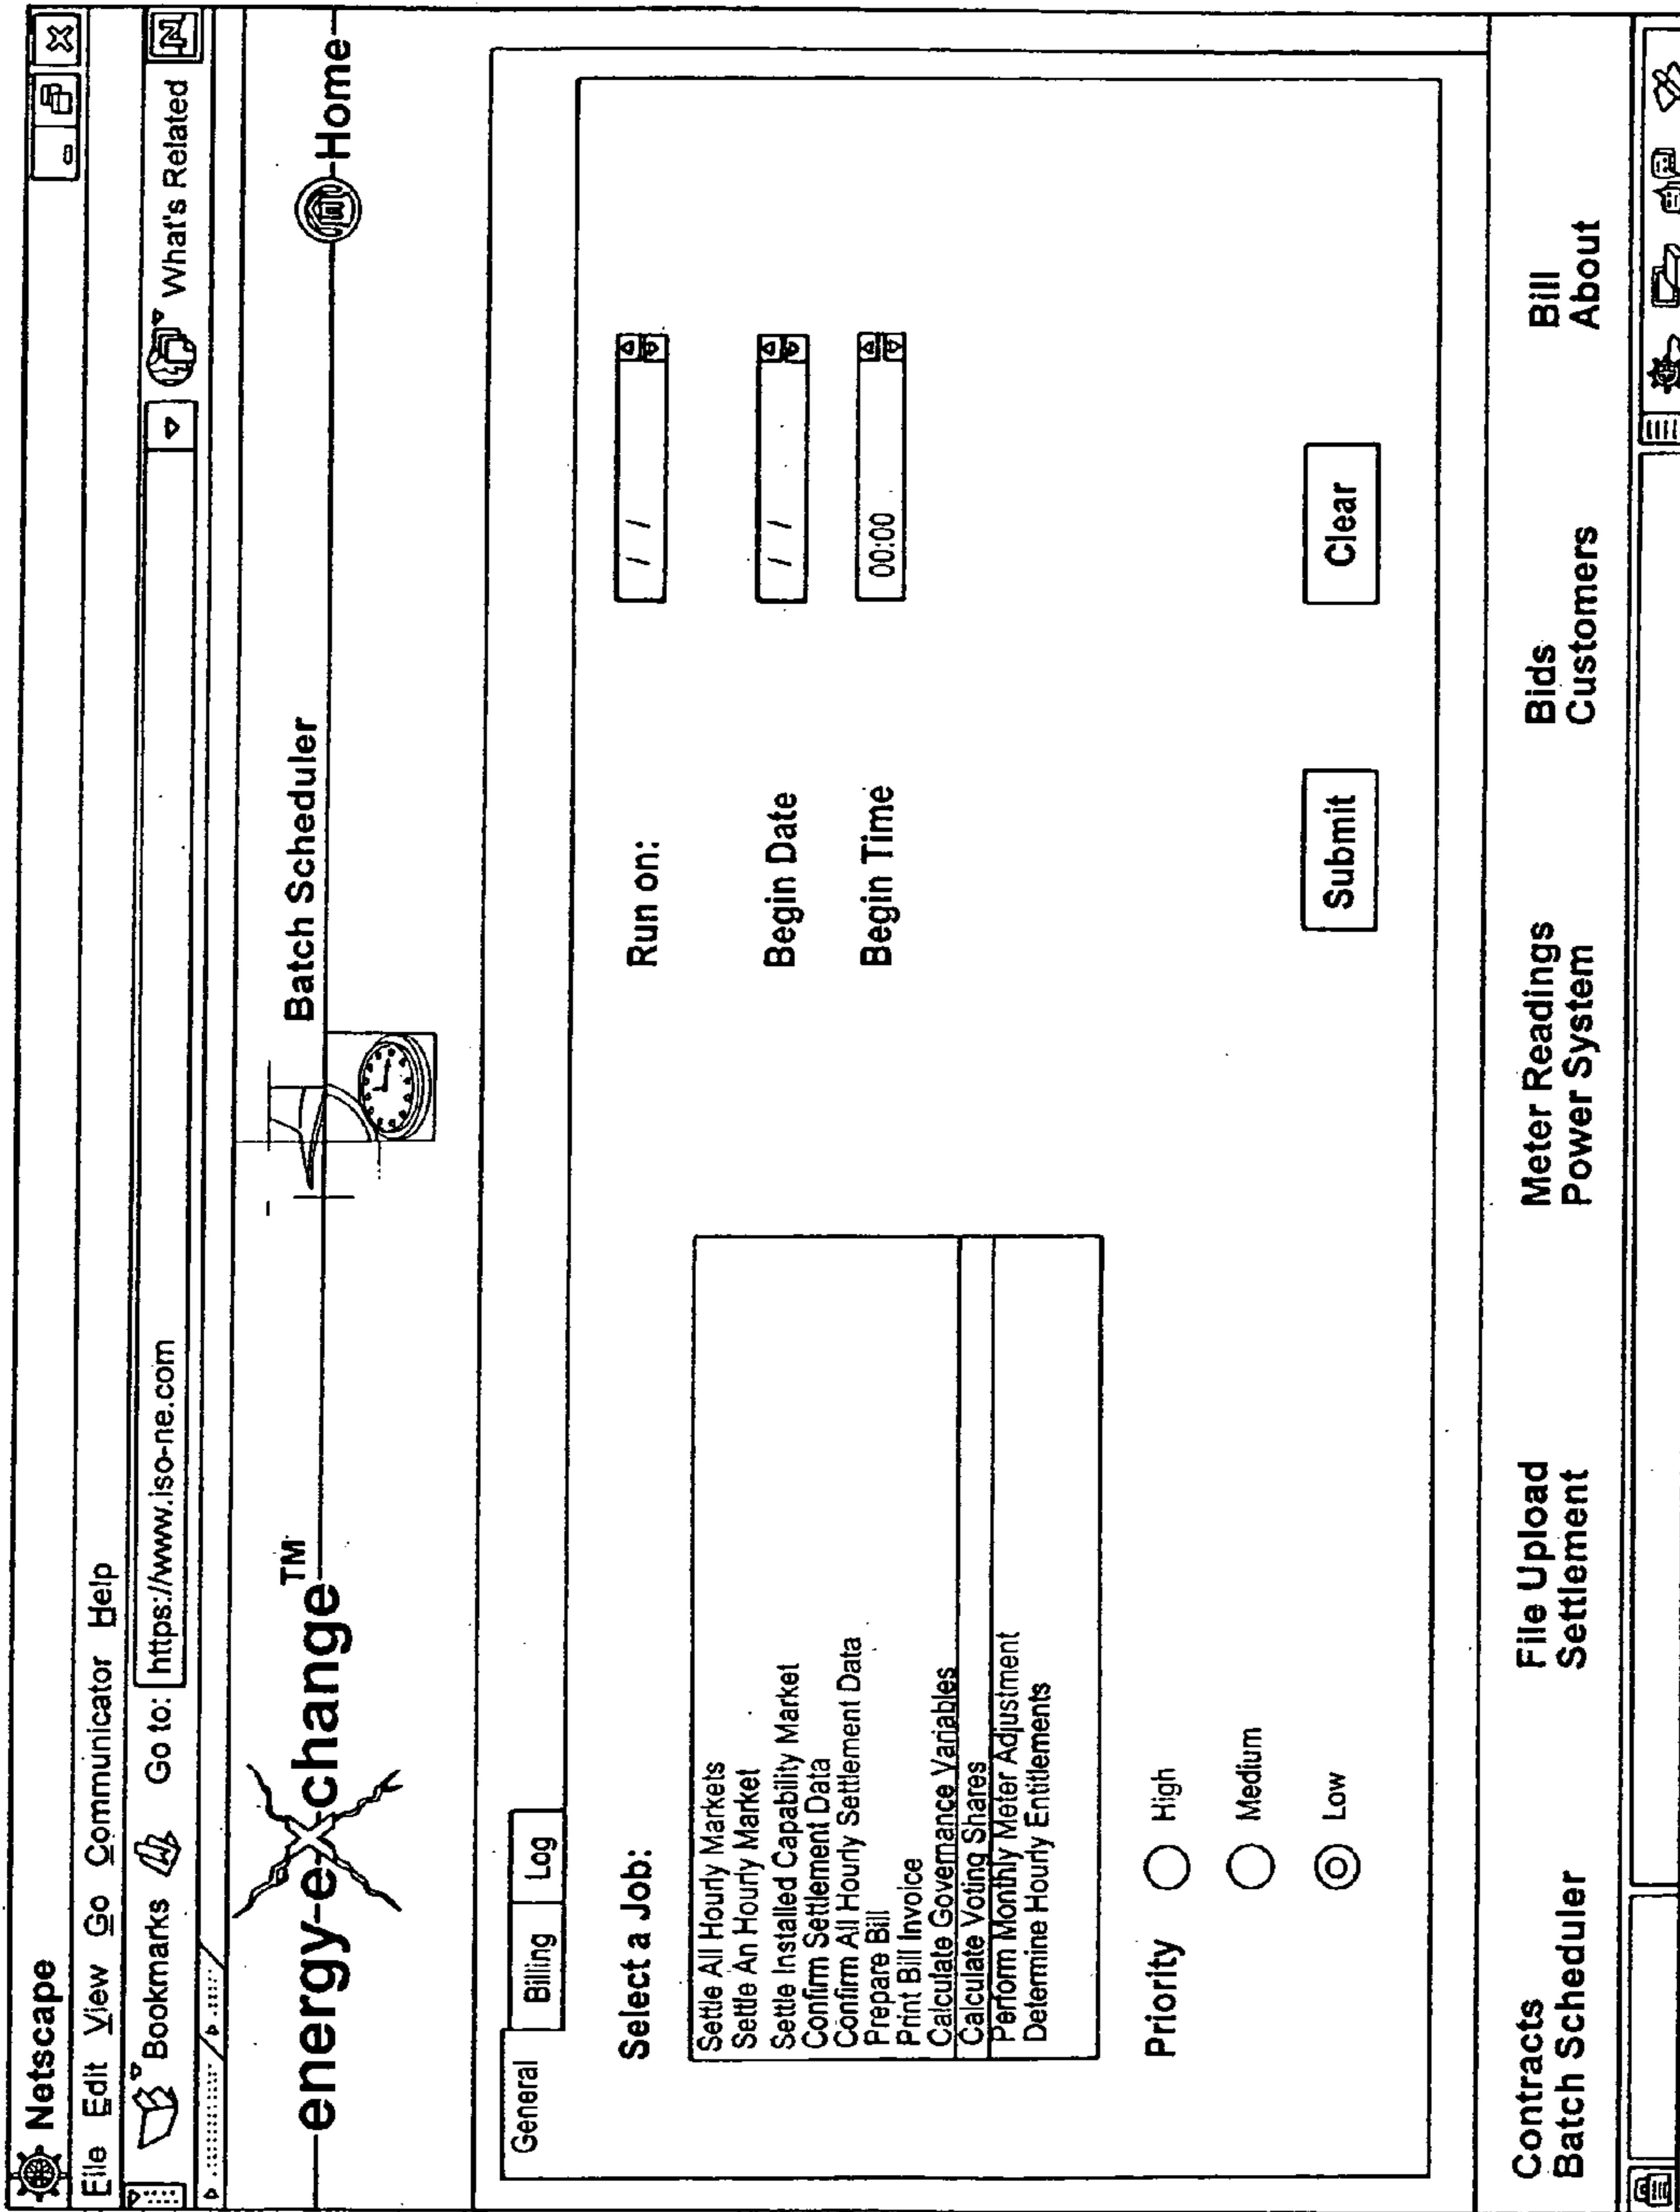 Netscape
File Edit View Go Communicator Help
Bookmarks Go to: https://www.iso-ne.com What's Related N
energy-e-X-change™ Batch Scheduler Home
General Billing Log
Select a Job:
Settle All Hourly Markets
Settle An Hourly Market
Settle Installed Capability Market
Confirm Settlement Data
Confirm All Hourly Settlement Data
Prepare Bill
Print Bill Invoice
Calculate Governance Variables
Calculate Voting Shares
Perform Monthly Meter Adjustment
Determine Hourly Entitlements
Run on: / /
Begin Date / /
Begin Time 00:00
Priority High
Medium
Low
Submit Clear
Contracts File Upload Meter Readings Bids Bill
Batch Scheduler Settlement Power System Customers About